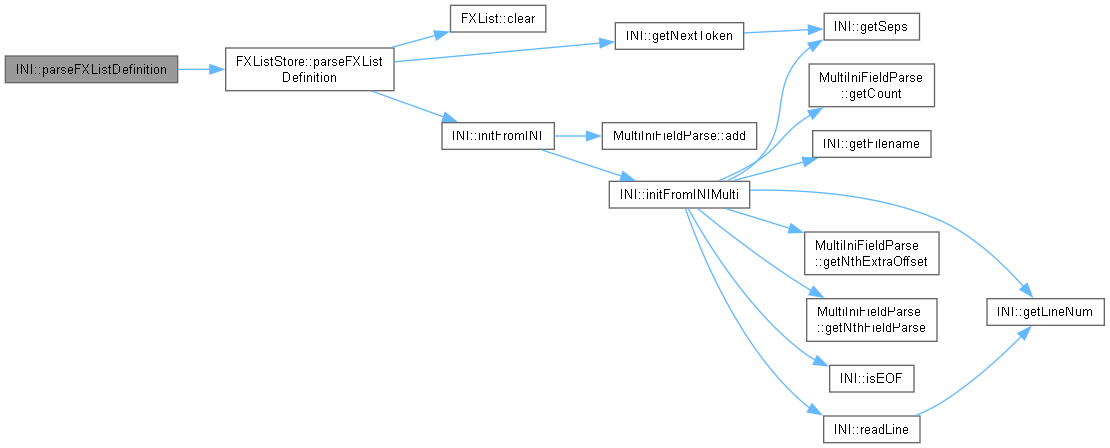 INI::parseFXListDefinition
FXListStore::parseFXList
Definition
FXList::clear
INI::getNextToken
INI::initFromINI
INI::getSeps
MultiIniFieldParse::add
INI::initFromINIMulti
MultiIniFieldParse
::getCount
INI::getFilename
MultiIniFieldParse
::getNthExtraOffset
MultiIniFieldParse
::getNthFieldParse
INI::isEOF
INI::readLine
INI::getLineNum